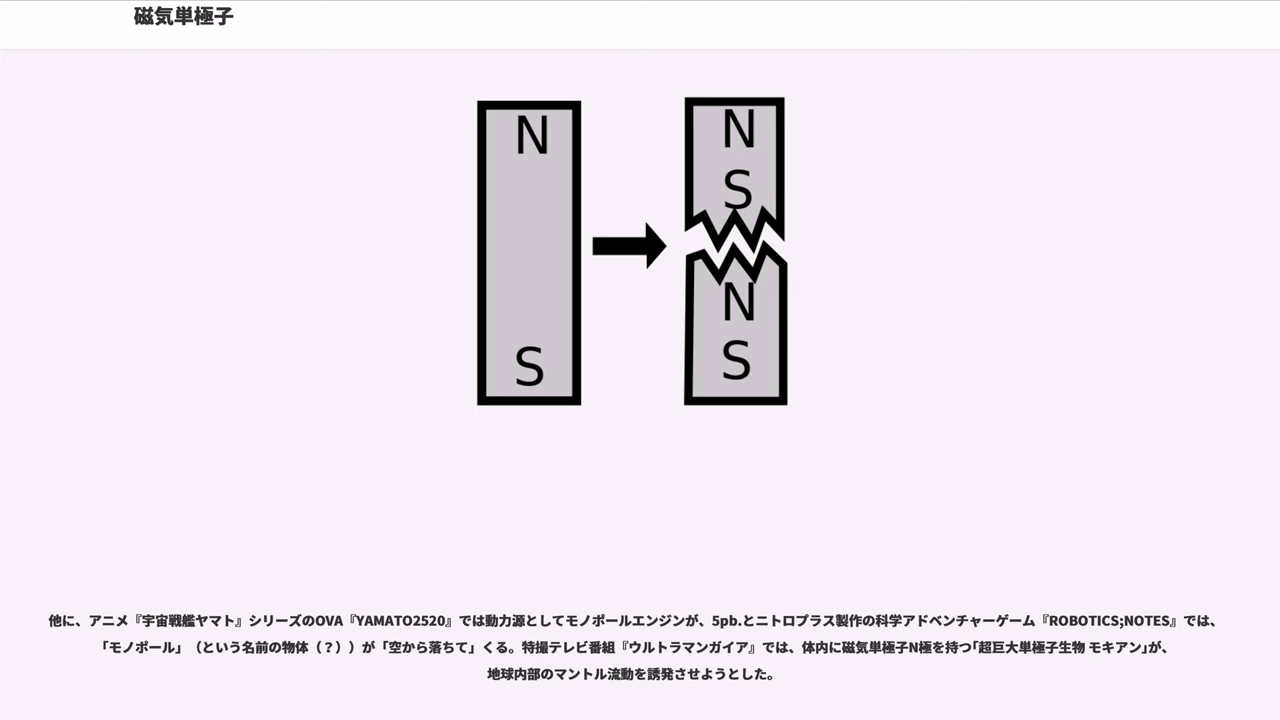 磁気単極子
N
S
N
S
N
S
他に、アニメ『宇宙戦艦ヤマト』シリーズのOVA『YAMATO2520』では動力源としてモノポールエンジンが、5pb.とニトロプラス製作の科学アドベンチャーゲーム『ROBOTICS;NOTES』では、
「モノポール」（という名前の物体（？））が「空から落ちて」くる。特撮テレビ番組『ウルトラマンガイア』では、体内に磁気単極子N極を持つ｢超巨大単極子生物 モキアン｣が、
地球内部のマントル流動を誘発させようとした。